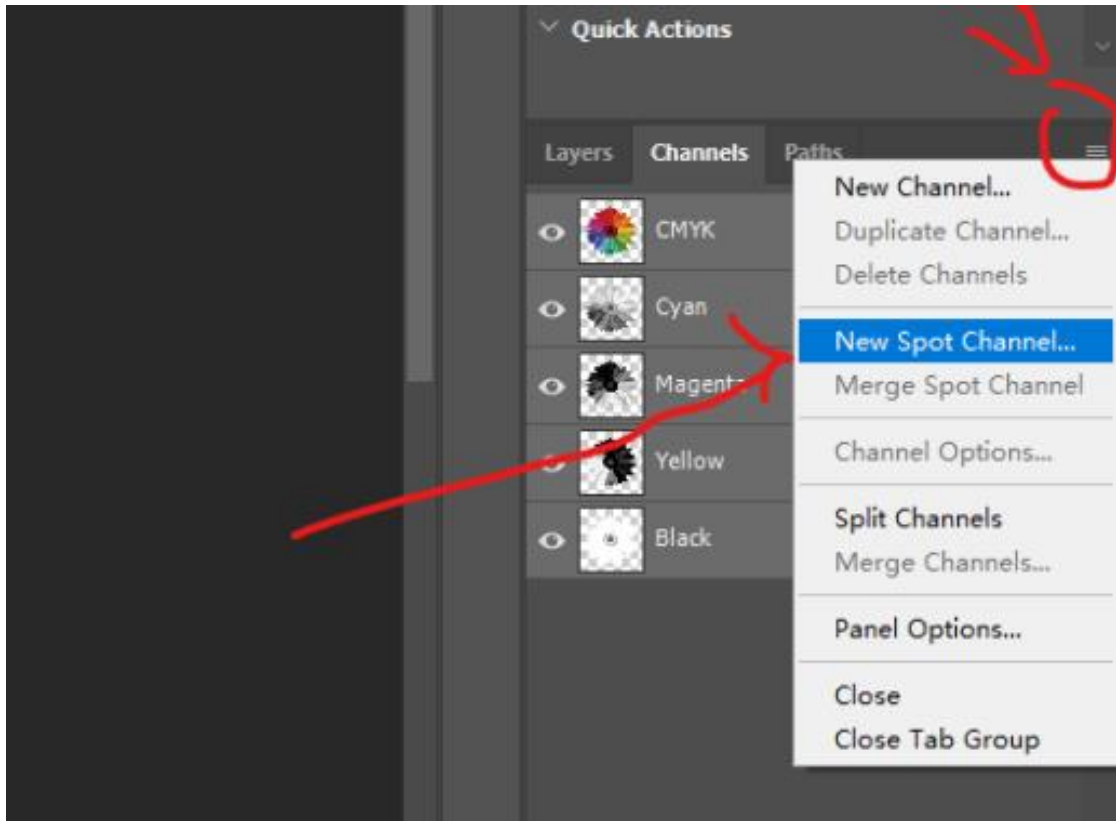 Quick Actions
Layers Channels Paths
CMYK
Cyan
Magenta
Yellow
Black
New Channel...
Duplicate Channel...
Delete Channels
New Spot Channel...
Merge Spot Channel
Channel Options...
Split Channels
Merge Channels...
Panel Options...
Close
Close Tab Group